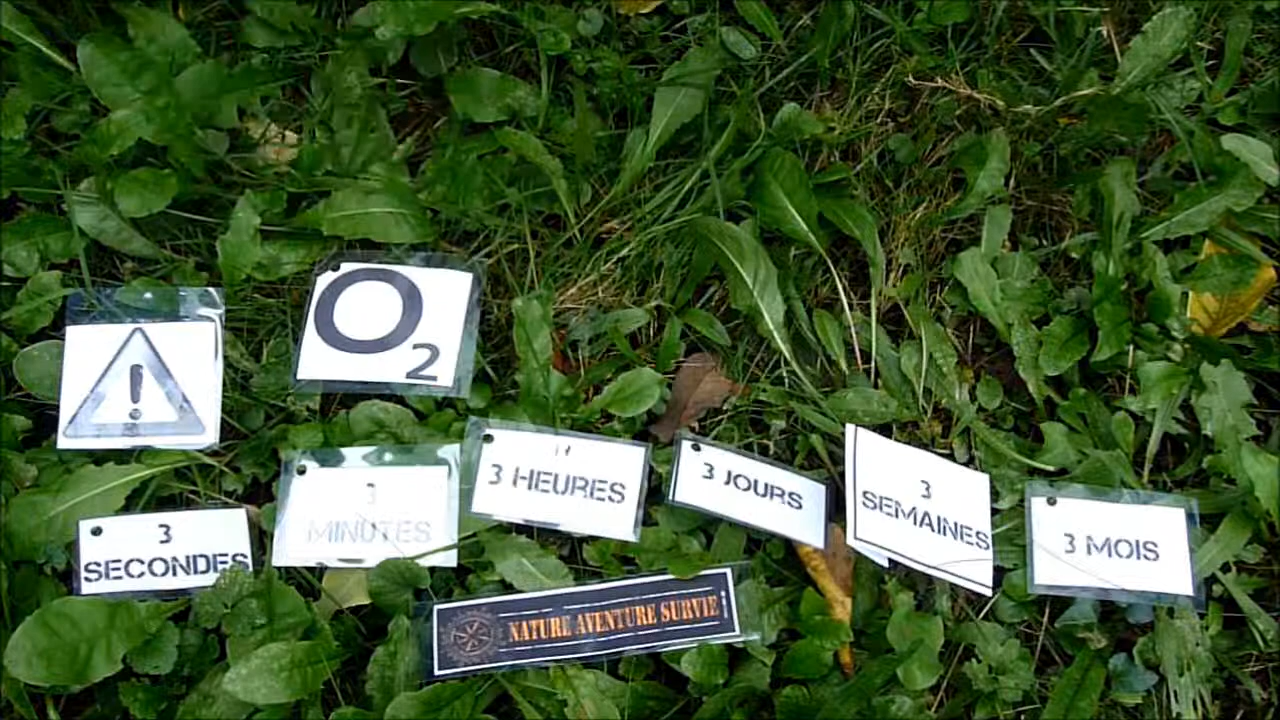 !
O2
3
SECONDES
3
MINUTES
3 HEURES
3 JOURS
3
SEMAINES
3 MOIS
NATURE AVENTURE SURVIE